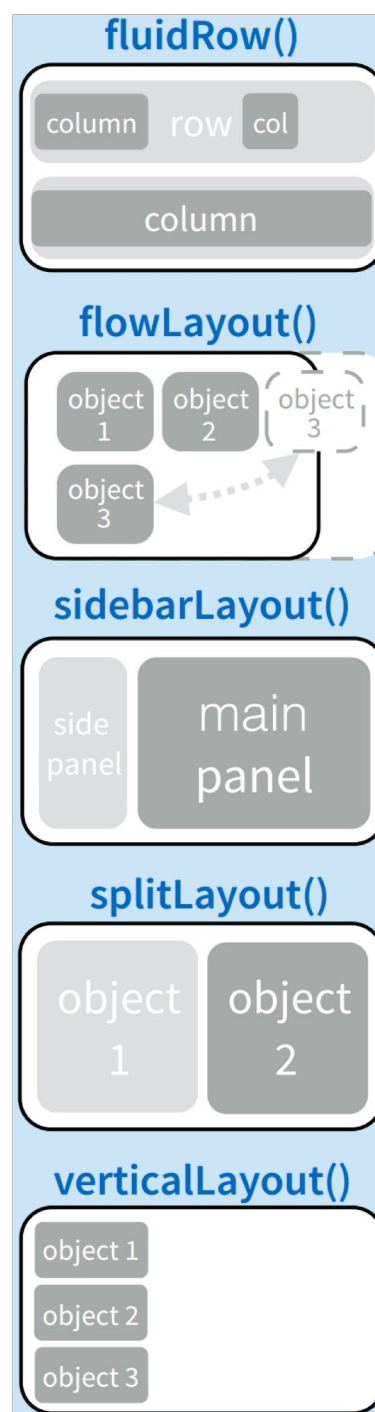 fluidRow()
column row col
column
flowLayout()
object
1
object
2
object
3
object
3
sidebarLayout()
side
panel
main
panel
splitLayout()
object
1
object
2
verticalLayout()
object 1
object 2
object 3